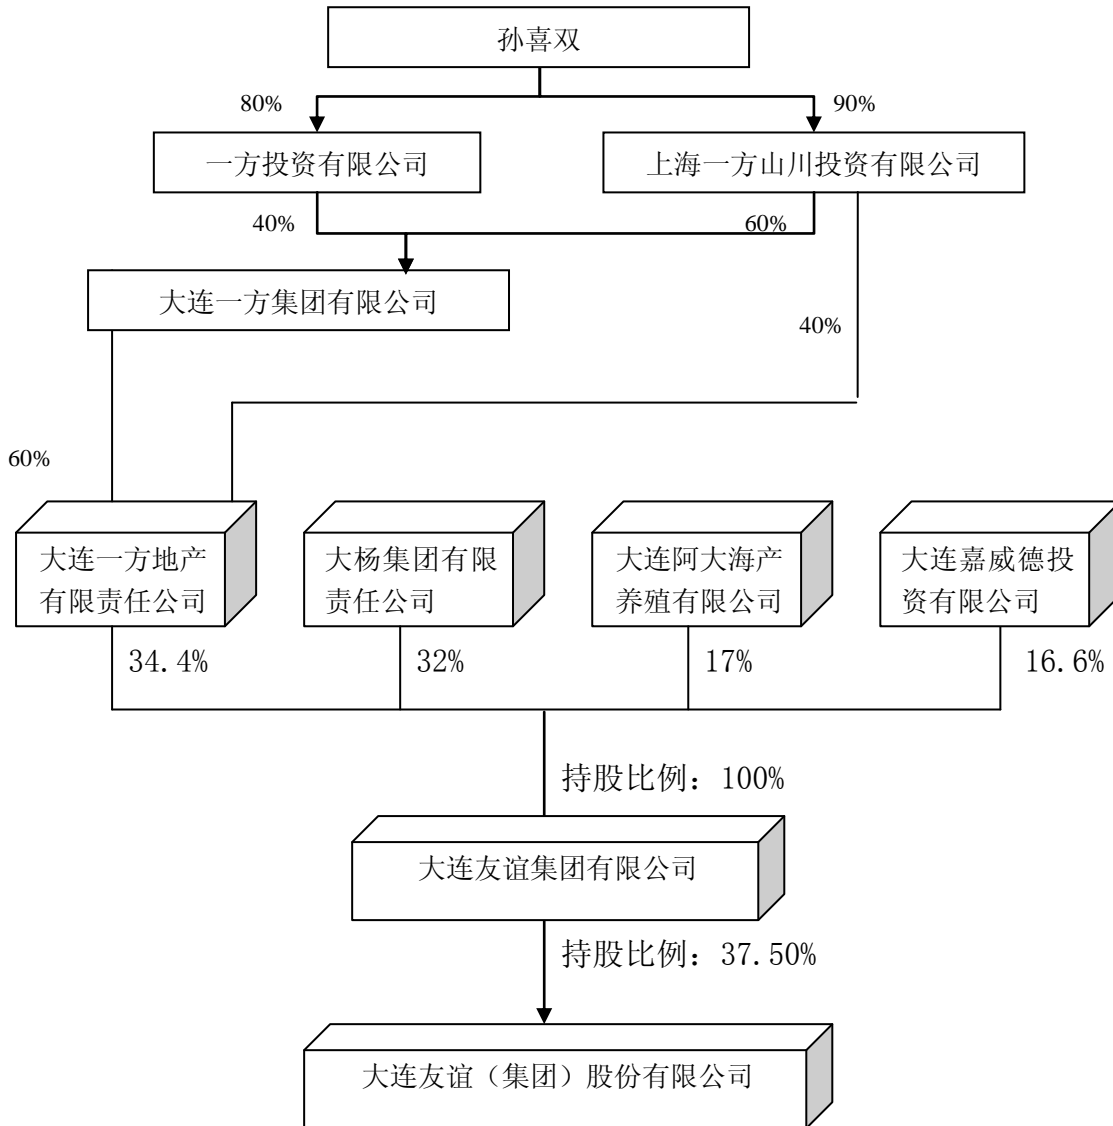 孙喜双
80%
90%
一方投资有限公司
上海一方山川投资有限公司
40%
60%
大连一方集团有限公司
40%
60%
大连一方地产
有限责任公司
大杨集团有限
责任公司
大连阿大海产
养殖有限公司
大连嘉威德投
资有限公司
34.4%
32%
17%
16.6%
持股比例：100%
大连友谊集团有限公司
持股比例：37.50%
大连友谊（集团）股份有限公司